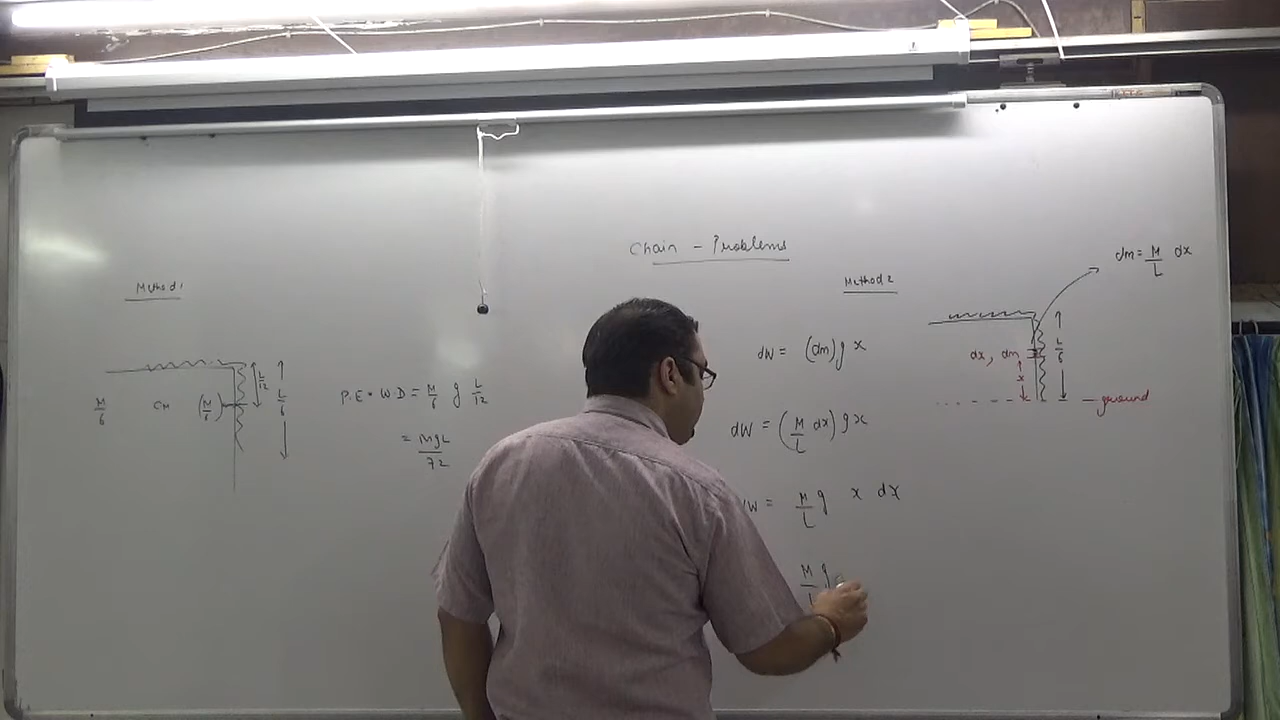 Chain - Problems
Method 1
M/6
CM
(M/6)
L/12
L/6
P.E = W D = M/6 g L/12
= MgL/72
Method 2
dm = M/L dx
dx, dm
x
L/6
ground
dW = (dm) g x
dW = (M/L dx) g x
W = M/L g x dx
M/L g